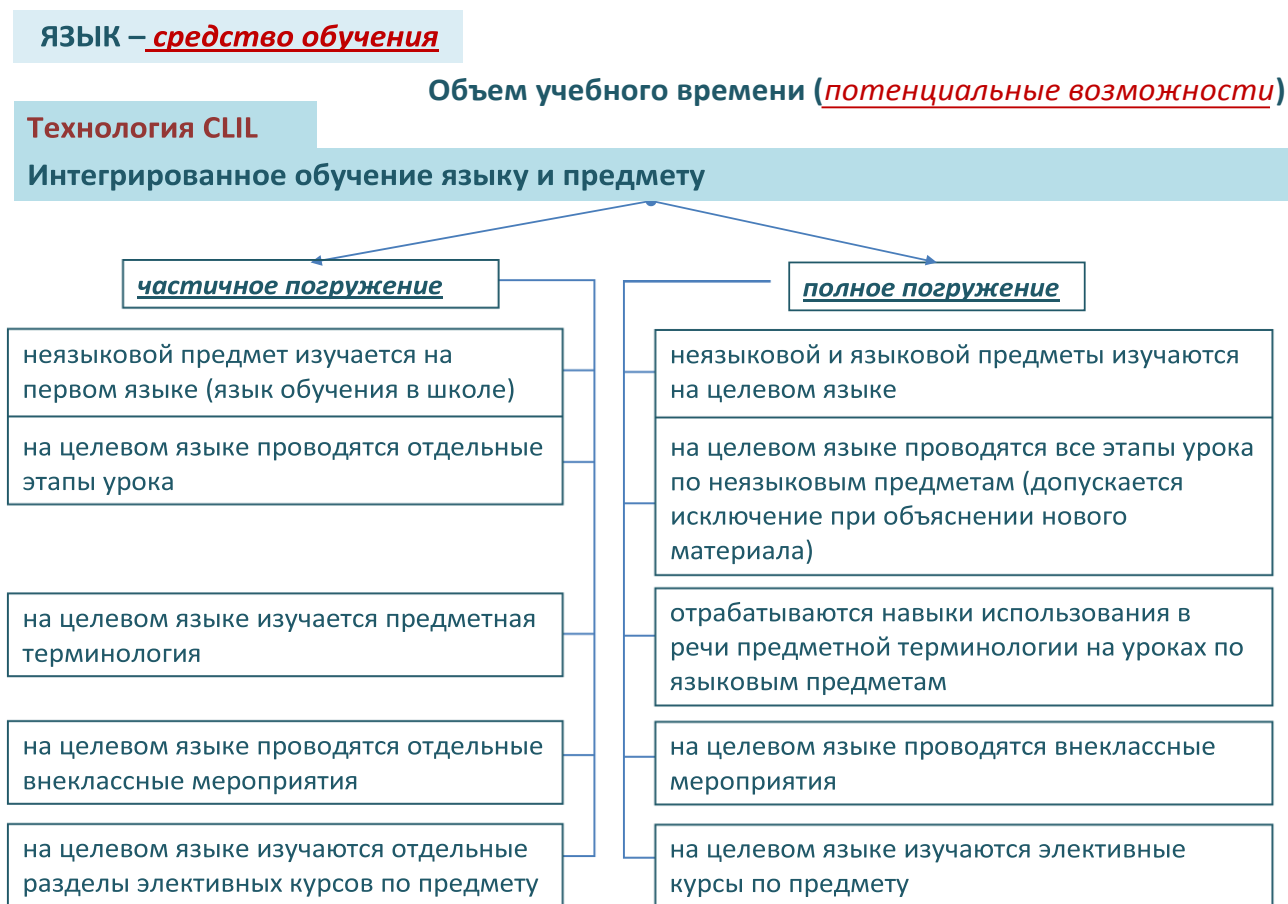 ЯЗЫК – средство обучения
Объем учебного времени (потенциальные возможности)
Технология CLIL
Интегрированное обучение языку и предмету
частичное погружение
неязыковой предмет изучается на
первом языке (язык обучения в школе)
на целевом языке проводятся отдельные
этапы урока
на целевом языке изучается предметная
терминология
на целевом языке проводятся отдельные
внеклассные мероприятия
на целевом языке изучаются отдельные
разделы элективных курсов по предмету
полное погружение
неязыковой и языковой предметы изучаются
на целевом языке
на целевом языке проводятся все этапы урока
по неязыковым предметам (допускается
исключение при объяснении нового
материала)
отрабатываются навыки использования в
речи предметной терминологии на уроках по
языковым предметам
на целевом языке проводятся внеклассные
мероприятия
на целевом языке изучаются элективные
курсы по предмету